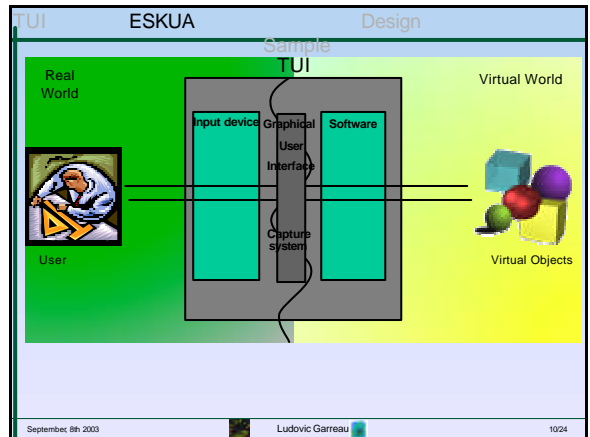 TUI ESKUA Design
Sample
TUI
Real
World
Virtual World
Input device
Graphical
User
Interface
Software
Capture
system
User
Virtual Objects
September, 8th 2003 Ludovic Garreau 10/24